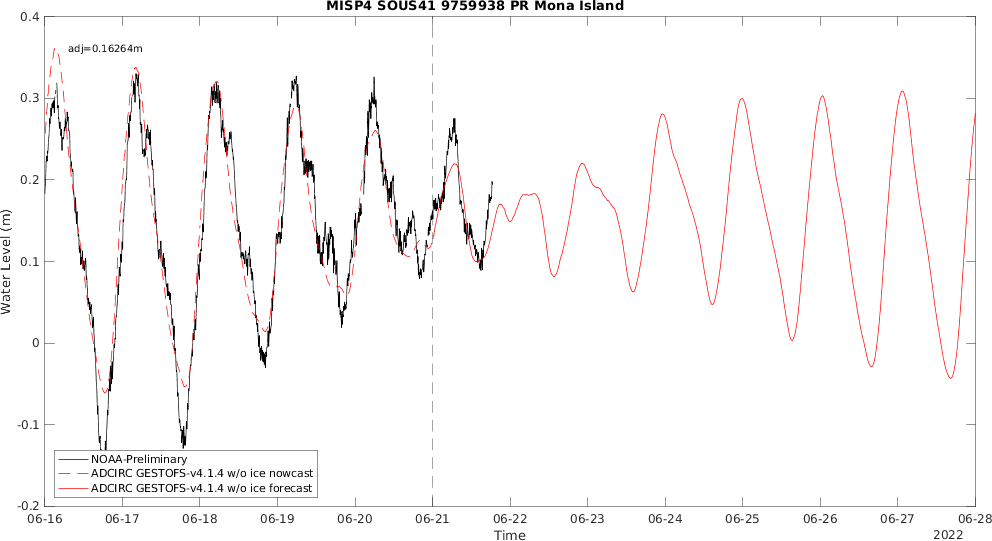 MISP4 SOUS41 9759938 PR Mona Island
adj=0.16264m
0.4
0.3
0.2
0.1
0
-0.1
-0.2
Water Level (m)
NOAA-Preliminary
ADCIRC GESTOFS-v4.1.4 w/o ice nowcast
ADCIRC GESTOFS-v4.1.4 w/o ice forecast
06-16 06-17 06-18 06-19 06-20 06-21 06-22 06-23 06-24 06-25 06-26 06-27 06-28
Time
2022